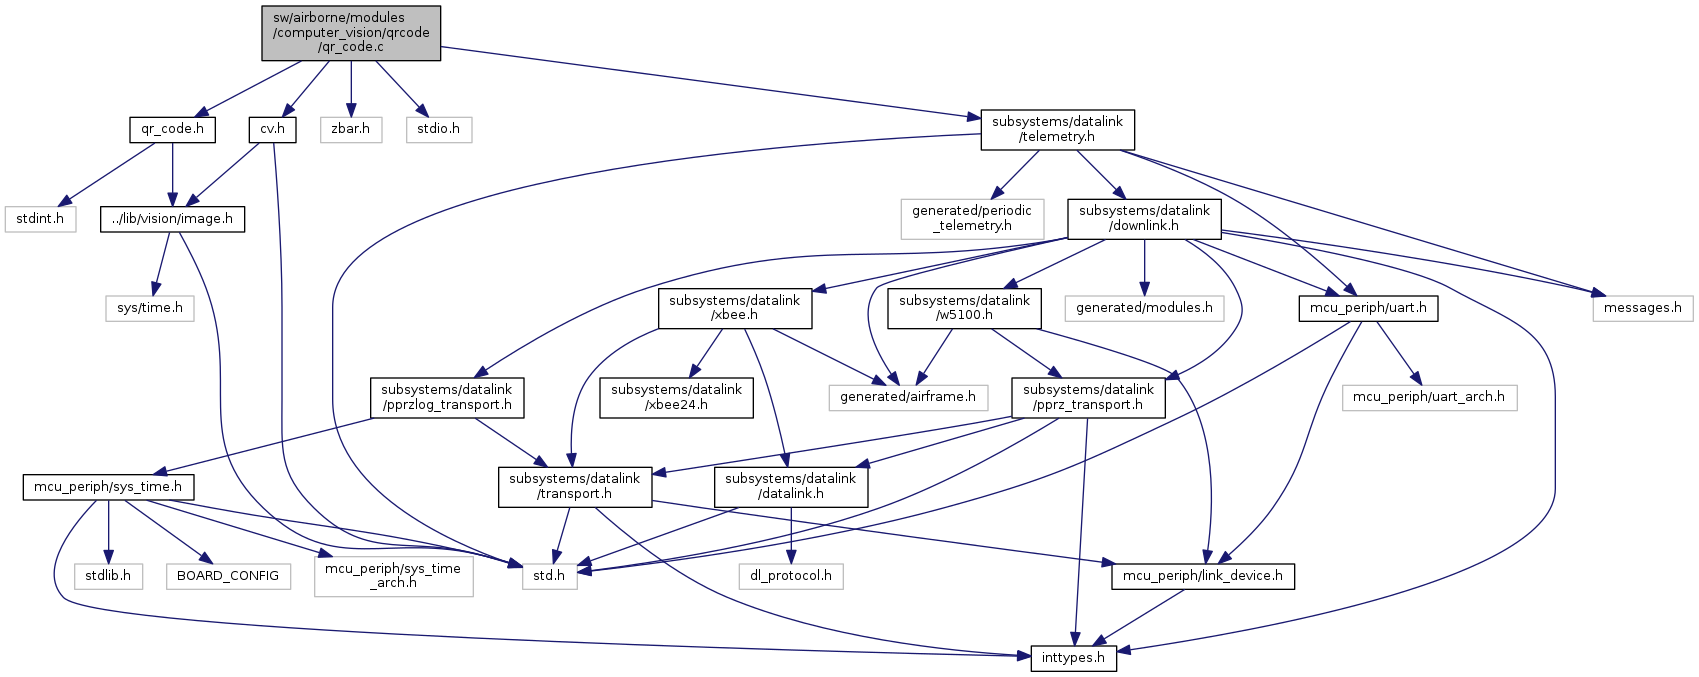 sw/airborne/modules
/computer_vision/qrcode
/qr_code.c
qr_code.h
cv.h
zbar.h
stdio.h
subsystems/datalink
/telemetry.h
stdint.h
../lib/vision/image.h
generated/periodic
_telemetry.h
subsystems/datalink
/downlink.h
sys/time.h
subsystems/datalink
/xbee.h
subsystems/datalink
/w5100.h
generated/modules.h
mcu_periph/uart.h
messages.h
subsystems/datalink
/pprzlog_transport.h
subsystems/datalink
/xbee24.h
generated/airframe.h
subsystems/datalink
/pprz_transport.h
mcu_periph/uart_arch.h
mcu_periph/sys_time.h
subsystems/datalink
/transport.h
subsystems/datalink
/datalink.h
stdlib.h
BOARD_CONFIG
mcu_periph/sys_time
_arch.h
std.h
dl_protocol.h
mcu_periph/link_device.h
inttypes.h